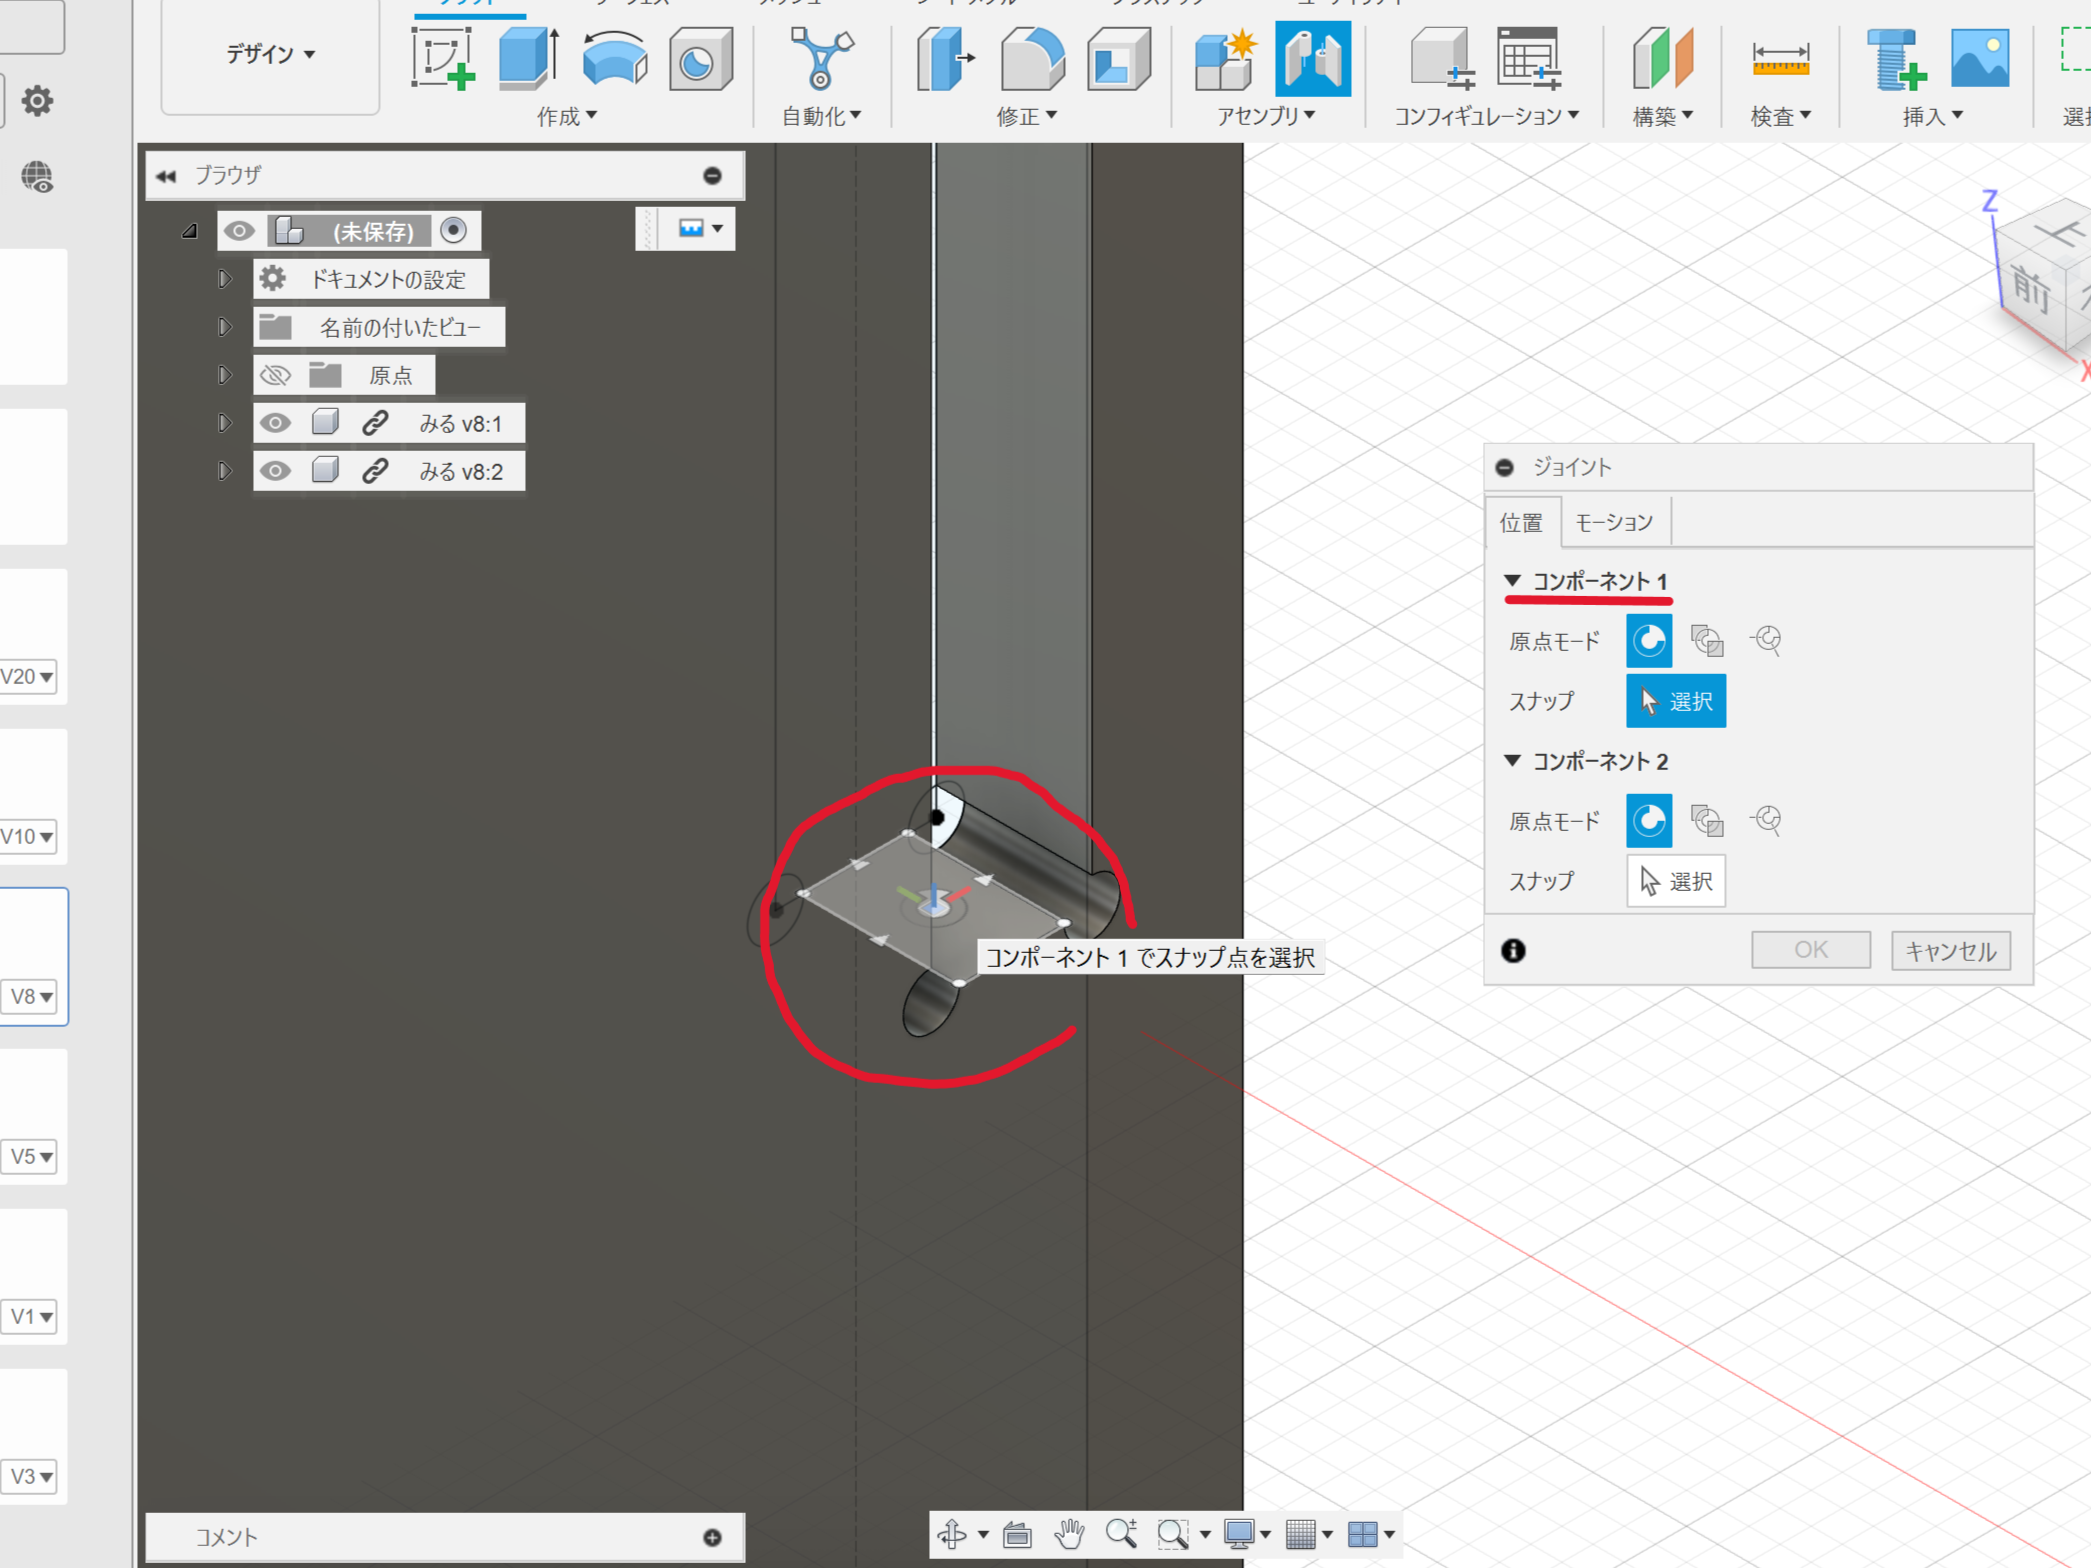 デザイン
作成
自動化
修正
アセンブリ
コンフィギュレーション
構築
検査
挿入
ブラウザ
(未保存)
ドキュメントの設定
名前の付いたビュー
原点
みる v8:1
みる v8:2
Z
上
前
X
ジョイント
位置
モーション
コンポーネント 1
原点モード
スナップ
選択
コンポーネント 2
原点モード
スナップ
選択
OK
キャンセル
コンポーネント 1 でスナップ点を選択
V20
V10
V8
V5
V1
V3
コメント